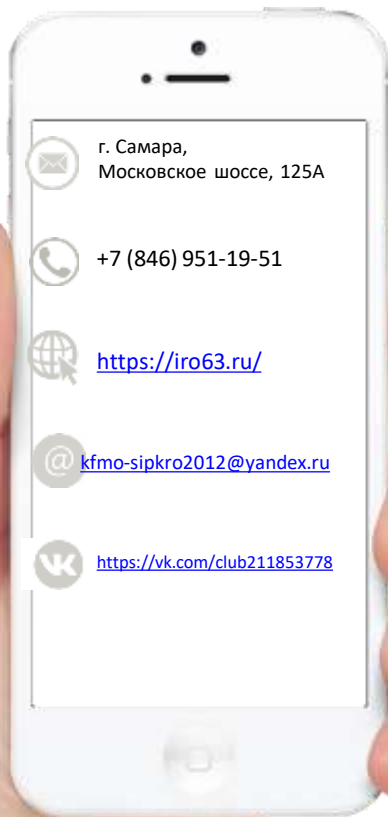 г. Самара,
Московское шоссе, 125А
+7 (846) 951-19-51
https://iro63.ru/
@ kfmo-sipkro2012@yandex.ru
https://vk.com/club211853778